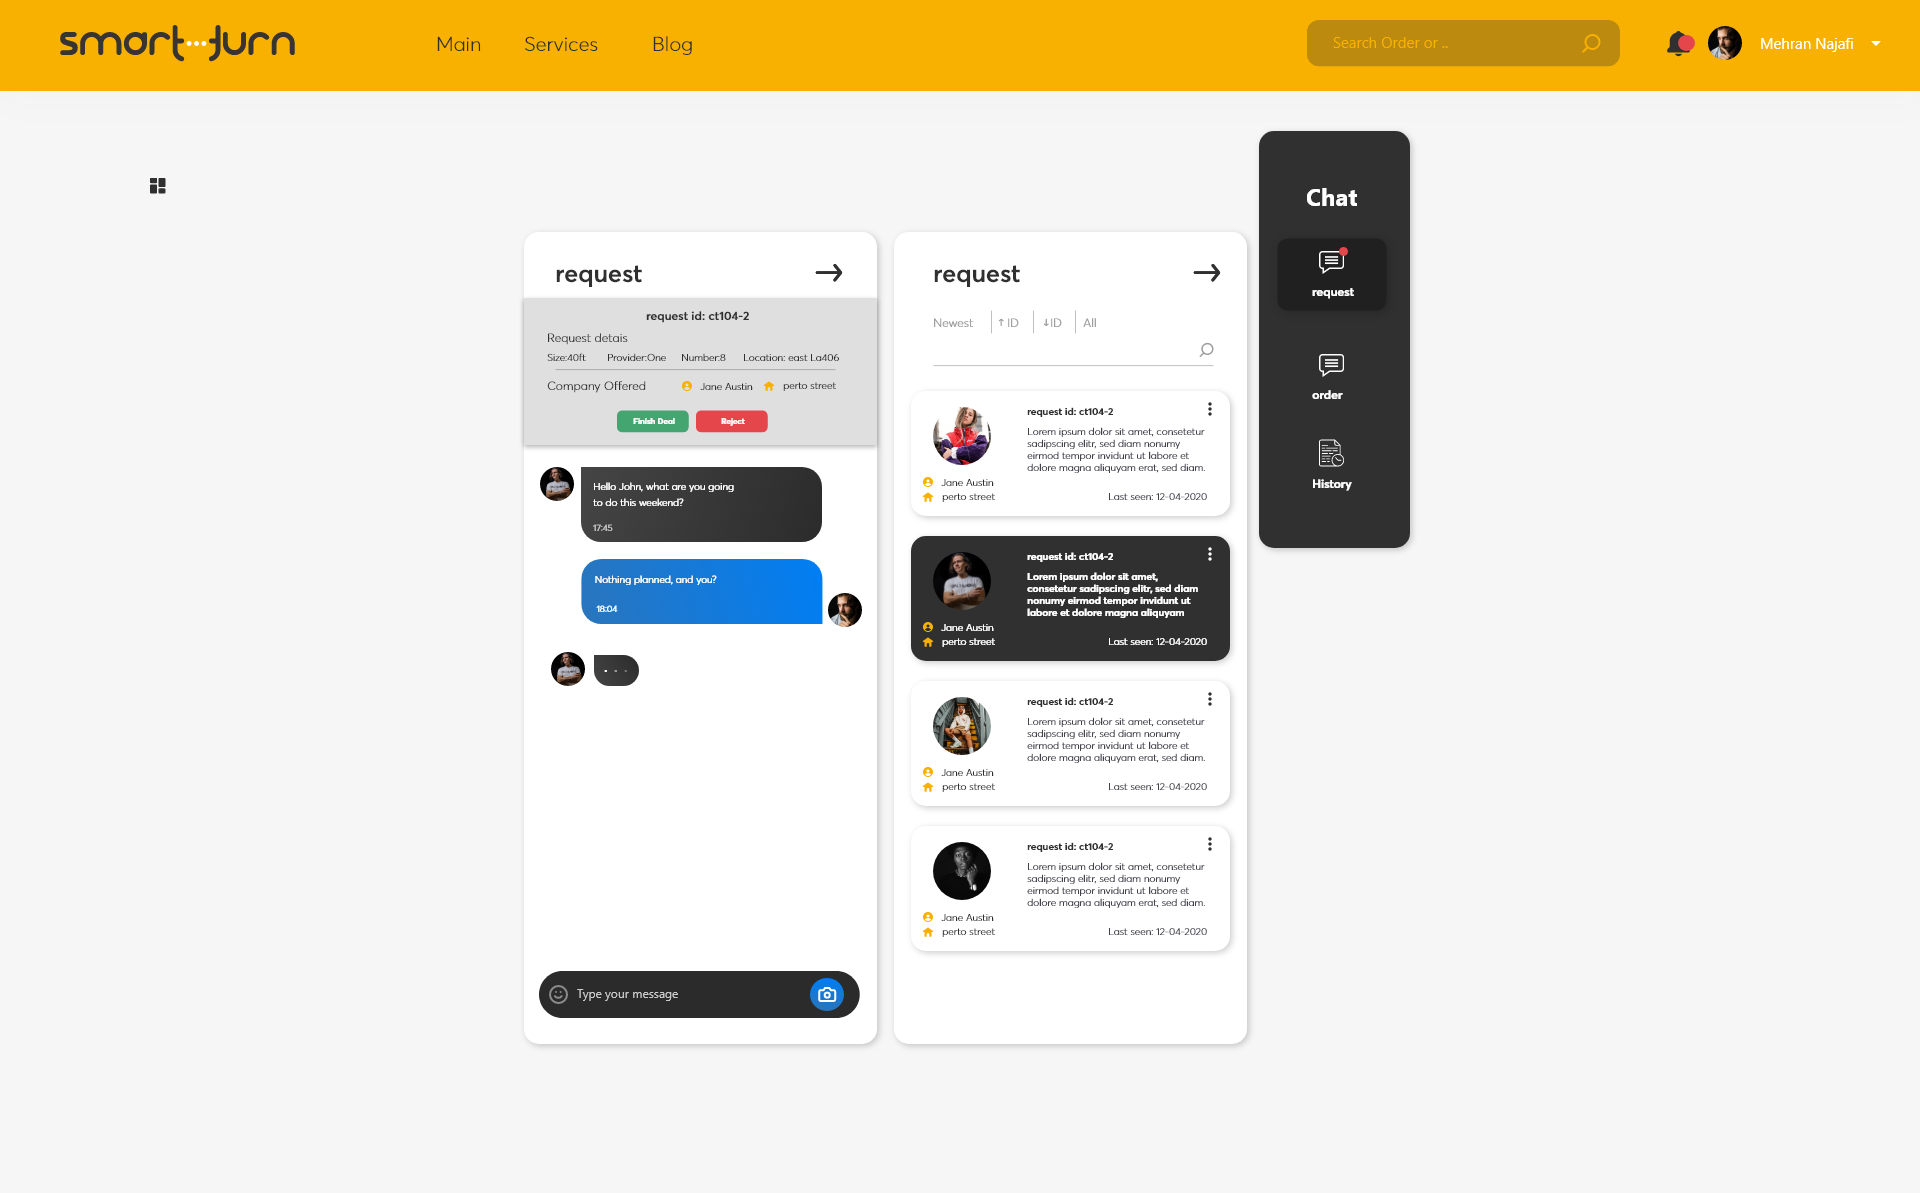 smart...turn
Main
Services
Blog
Search Order or ..
Mehran Najafi
request
request id: ct104-2
Request detais
Size:40ft
Provider:One
Number:8
Location: east La406
Company Offered
Jane Austin
perto street
Finish Deal
Reject
Hello John, what are you going
to do this weekend?
17:45
Nothing planned, and you?
18:04
Type your message
request
Newest
↑ ID
↓ID
All
request id: ct104-2
Lorem ipsum dolor sit amet, consetetur
sadipscing elitr, sed diam nonumy
eirmod tempor invidunt ut labore et
dolore magna aliquyam erat, sed diam.
Jane Austin
perto street
Last seen: 12-04-2020
request id: ct104-2
Lorem ipsum dolor sit amet,
consetetur sadipscing elitr, sed diam
nonumy eirmod tempor invidunt ut
labore et dolore magna aliquyam
Jane Austin
perto street
Last seen: 12-04-2020
request id: ct104-2
Lorem ipsum dolor sit amet, consetetur
sadipscing elitr, sed diam nonumy
eirmod tempor invidunt ut labore et
dolore magna aliquyam erat, sed diam.
Jane Austin
perto street
Last seen: 12-04-2020
request id: ct104-2
Lorem ipsum dolor sit amet, consetetur
sadipscing elitr, sed diam nonumy
eirmod tempor invidunt ut labore et
dolore magna aliquyam erat, sed diam.
Jane Austin
perto street
Last seen: 12-04-2020
Chat
request
order
History